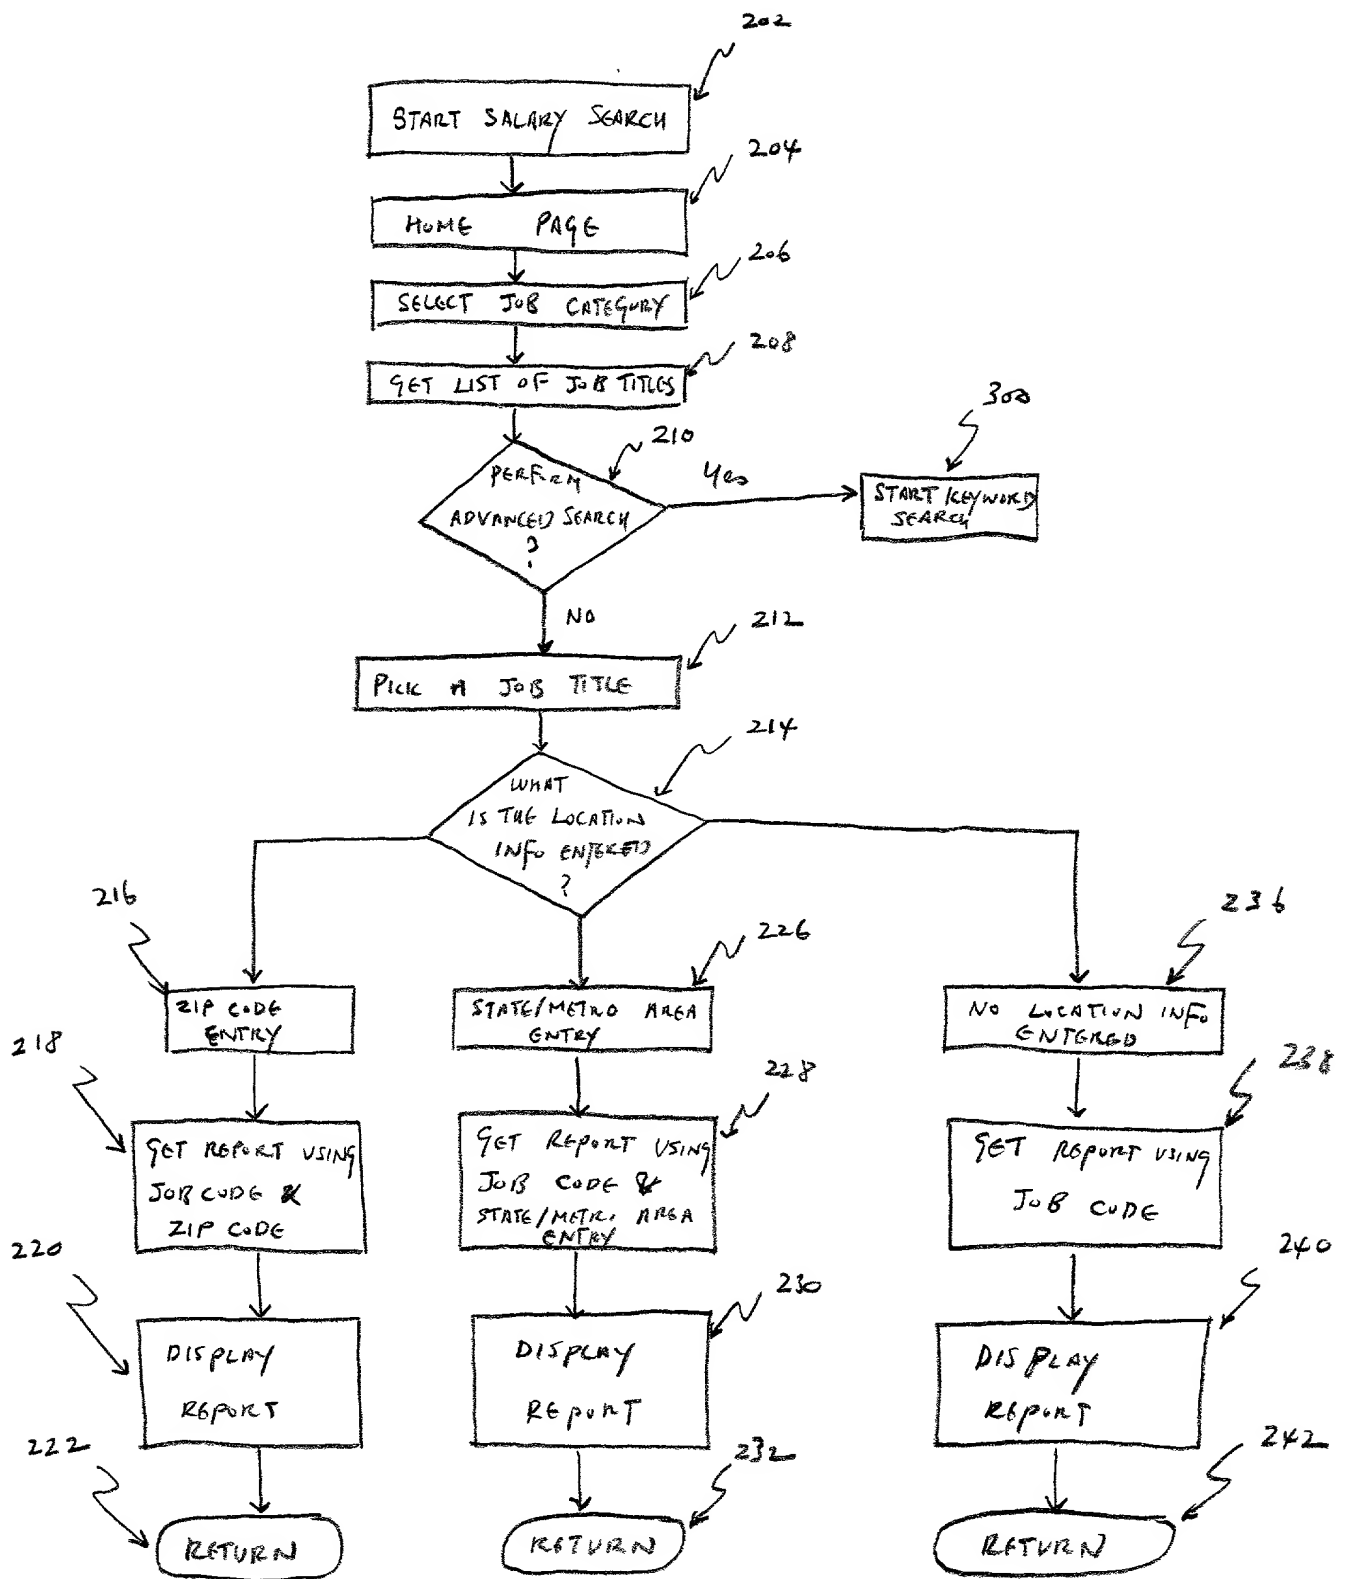 202
START SALARY SEARCH
204
HOME PAGE
206
SELECT JOB CATEGORY
208
GET LIST OF JOB TITLES
300
210
PERFORM
ADVANCED SEARCH
?
Yes
START KEYWORD
SEARCH
NO
212
PICK A JOB TITLE
214
WHAT
IS THE LOCATION
INFO ENTERED
?
216
226
236
ZIP CODE
ENTRY
STATE/METRO AREA
ENTRY
NO LOCATION INFO
ENTERED
218
228
238
GET REPORT USING
JOB CODE &
ZIP CODE
GET REPORT USING
JOB CODE &
STATE/METRO AREA
ENTRY
GET REPORT USING
JOB CODE
220
230
240
DISPLAY
REPORT
DISPLAY
REPORT
DISPLAY
REPORT
222
232
242
RETURN
RETURN
RETURN